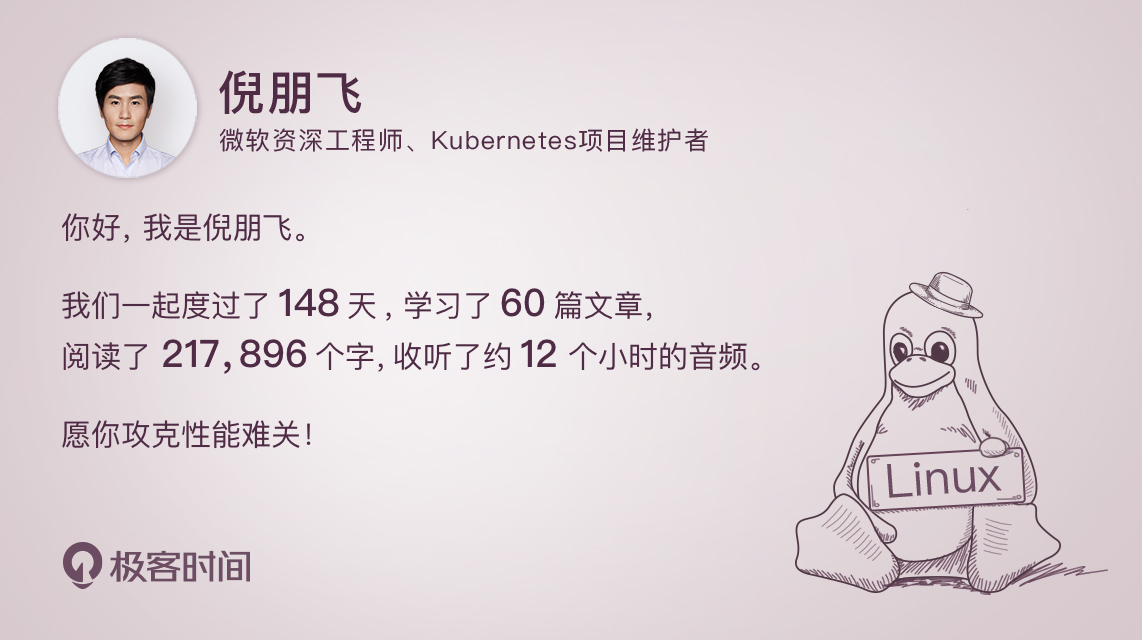 倪朋飞
微软资深工程师、Kubernetes项目维护者
你好, 我是倪朋飞。
我们一起度过了 148 天, 学习了 60 篇文章,
阅读了 217,896 个字, 收听了约 12 个小时的音频。
愿你攻克性能难关!
Linux
极客时间